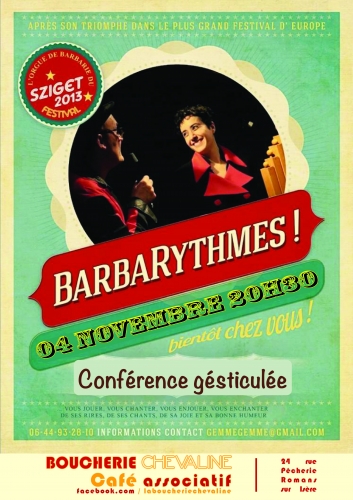 APRÈS SON TRIOMPHE DANS LE PLUS GRAND FESTIVAL D' EUROPE
L'ORGUE DE BARBARIE DU
SZIGET
2013
FESTIVAL
BARBARYTHMES !
04 NOVEMBRE 20H30
bientôt chez vous !
Conférence gésticulée
VOUS JOUER, VOUS CHANTER, VOUS ENJOUER, VOUS ENCHANTER
DE SES RIRES, DE SES CHANTS, DE SA JOIE ET SA BONNE HUMEUR
06-44-93-28-10 INFORMATIONS CONTACT GEMMEGEMME@GMAIL.COM
BOUCHERIE CHEVALINE
Café associatif
facebook.com / laboucheriechevaline
24 rue
Pêcherie
Romans
sur Isère